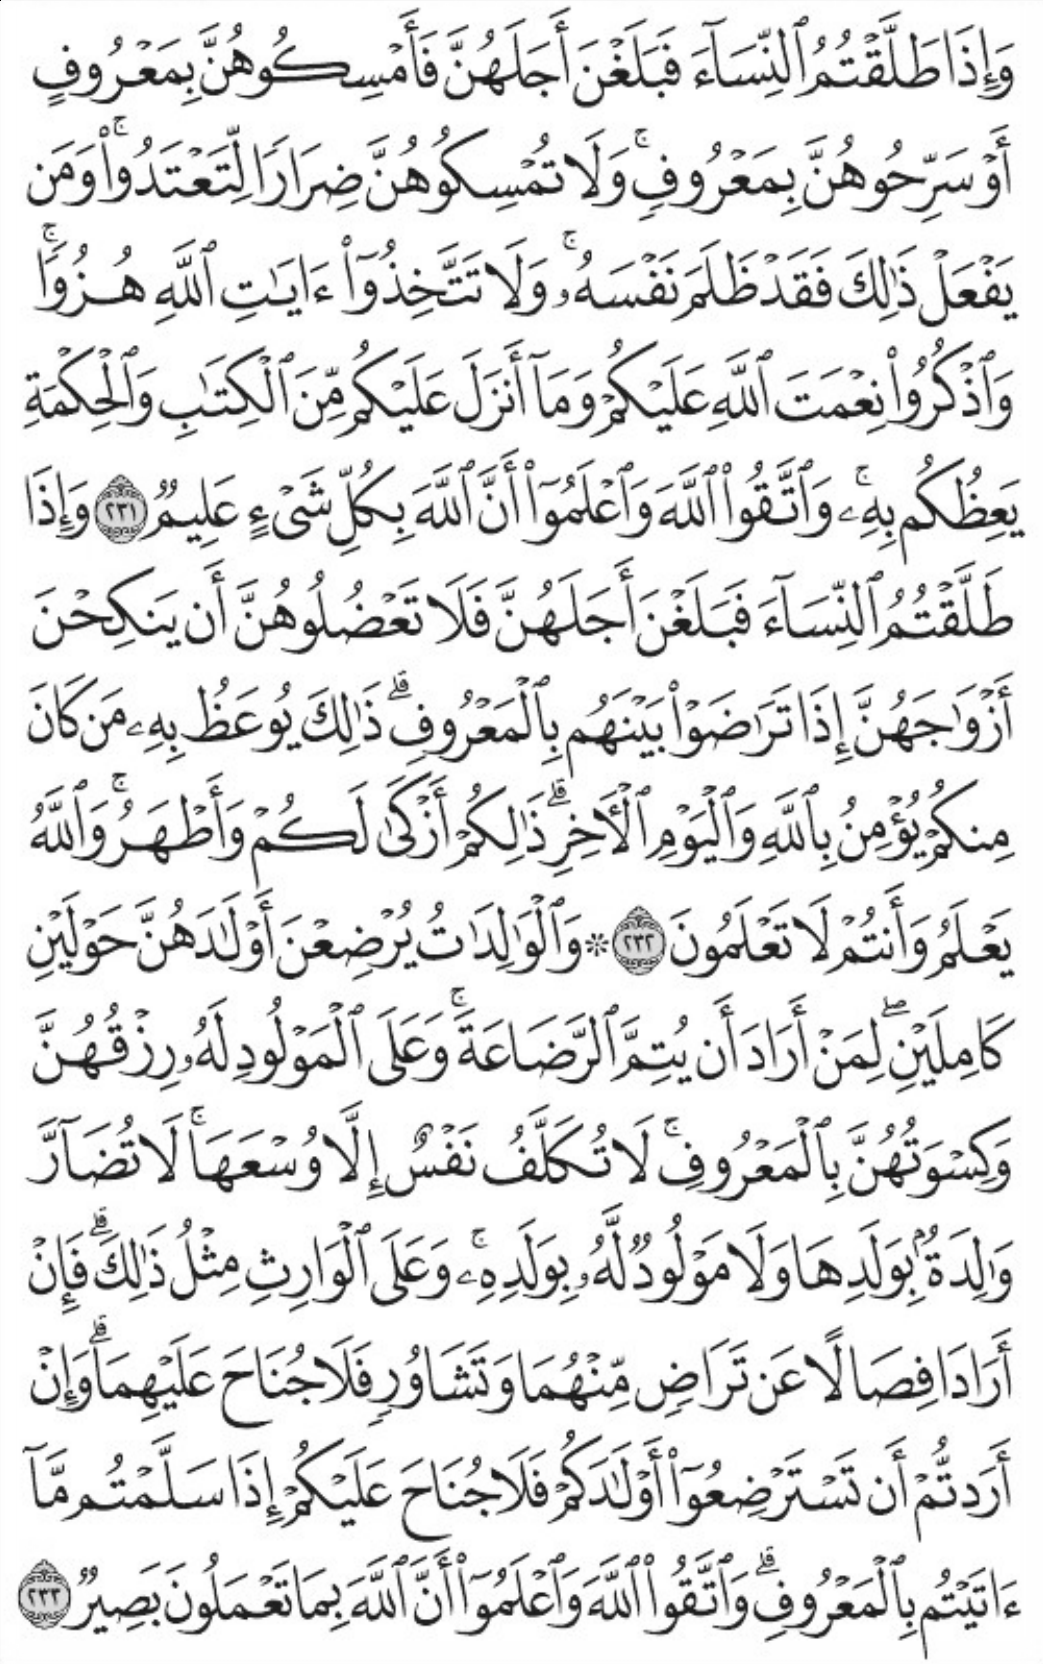 وَإِذَا طَلَّقْتُمُ ٱلنِّسَآءَ فَبَلَغْنَ أَجَلَهُنَّ فَأَمْسِكُوهُنَّ بِمَعْرُوفٍ
أَوْ سَرِّحُوهُنَّ بِمَعْرُوفٖۚ وَلَا تُمْسِكُوهُنَّ ضِرَارٗا لِّتَعْتَدُواْۚ وَمَن
يَفْعَلْ ذَٰلِكَ فَقَدْ ظَلَمَ نَفْسَهُۥۚ وَلَا تَتَّخِذُوٓاْ ءَايَٰتِ ٱللَّهِ هُزُوٗاۚ
وَٱذْكُرُواْ نِعْمَتَ ٱللَّهِ عَلَيْكُمْ وَمَآ أَنزَلَ عَلَيْكُم مِّنَ ٱلْكِتَٰبِ وَٱلْحِكْمَةِ
يَعِظُكُم بِهِۦۚ وَٱتَّقُواْ ٱللَّهَ وَٱعْلَمُوٓاْ أَنَّ ٱللَّهَ بِكُلِّ شَىْءٍ عَلِيمٞ ٢٣١ وَإِذَا
طَلَّقْتُمُ ٱلنِّسَآءَ فَبَلَغْنَ أَجَلَهُنَّ فَلَا تَعْضُلُوهُنَّ أَن يَنكِحْنَ
أَزْوَٰجَهُنَّ إِذَا تَرَٰضَوْاْ بَيْنَهُم بِٱلْمَعْرُوفِۗ ذَٰلِكَ يُوعَظُ بِهِۦ مَن كَانَ
مِنكُمْ يُؤْمِنُ بِٱللَّهِ وَٱلْيَوْمِ ٱلْأٓخِرِۗ ذَٰلِكُمْ أَزْكَىٰ لَكُمْ وَأَطْهَرُۚ وَٱللَّهُ
يَعْلَمُ وَأَنتُمْ لَا تَعْلَمُونَ ٢٣٢ ۞ وَٱلْوَٰلِدَٰتُ يُرْضِعْنَ أَوْلَٰدَهُنَّ حَوْلَيْنِ
كَامِلَيْنِۖ لِمَنْ أَرَادَ أَن يُتِمَّ ٱلرَّضَاعَةَۚ وَعَلَى ٱلْمَوْلُودِ لَهُۥ رِزْقُهُنَّ
وَكِسْوَتُهُنَّ بِٱلْمَعْرُوفِۚ لَا تُكَلَّفُ نَفْسٌ إِلَّا وُسْعَهَاۚ لَا تُضَآرَّ
وَٰلِدَةُۢ بِوَلَدِهَا وَلَا مَوْلُودٞ لَّهُۥ بِوَلَدِهِۦۚ وَعَلَى ٱلْوَارِثِ مِثْلُ ذَٰلِكَۗ فَإِنْ
أَرَادَا فِصَالًا عَن تَرَاضٖ مِّنْهُمَا وَتَشَاوُرٖ فَلَا جُنَاحَ عَلَيْهِمَاۗ وَإِنْ
أَرَدتُّمْ أَن تَسْتَرْضِعُوٓاْ أَوْلَٰدَكُمْ فَلَا جُنَاحَ عَلَيْكُمْ إِذَا سَلَّمْتُم مَّآ
ءَاتَيْتُم بِٱلْمَعْرُوفِۗ وَٱتَّقُواْ ٱللَّهَ وَٱعْلَمُوٓاْ أَنَّ ٱللَّهَ بِمَا تَعْمَلُونَ بَصِيرٞ ٢٣٣